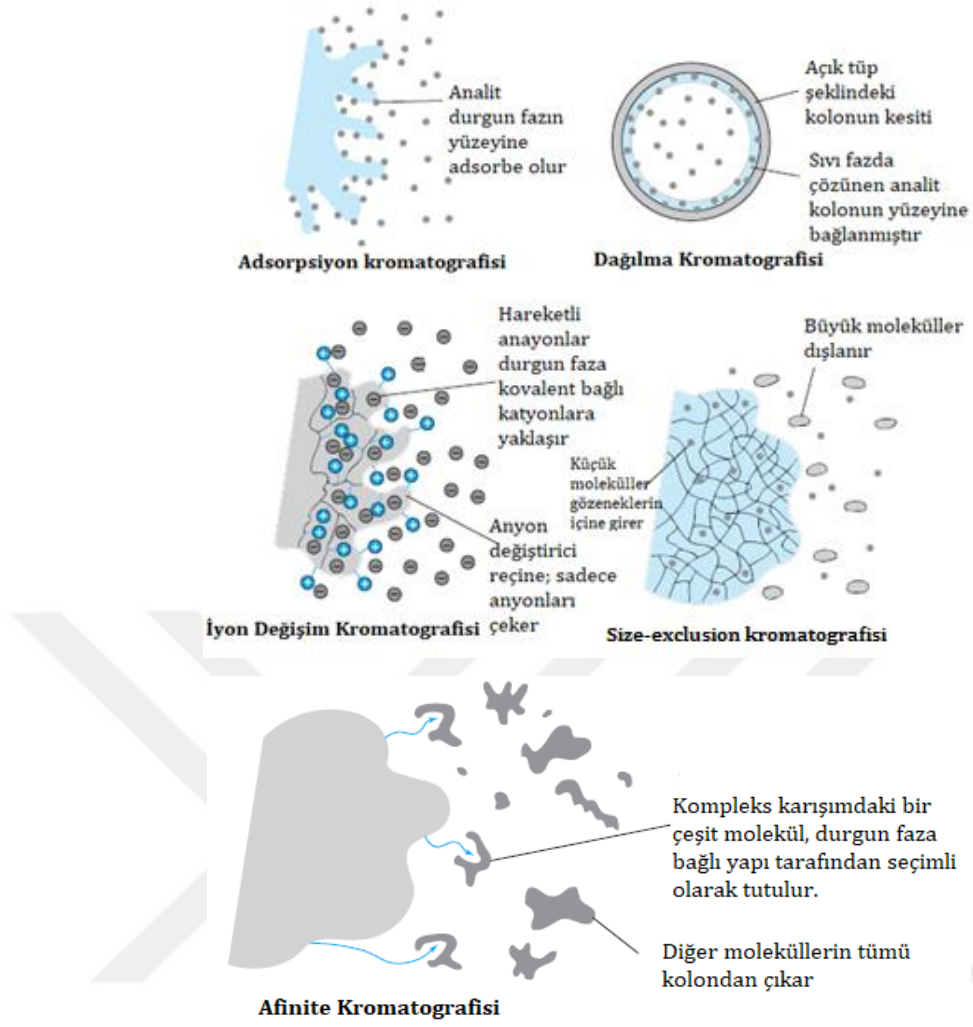 Analit
durgun fazın
yüzeyine
adsorbe olur
Adsorpsiyon kromatografisi
Açık tüp
şeklindeki
kolonun kesiti
Sıvı fazda
çözünen analit
kolonun yüzeyine
bağlanmıştır
Dağılma Kromatografisi
Hareketli
anayonlar
durgun faza
kovalent bağlı
katyonlara
yaklaşır
Anyon
değiştirici
reçine; sadece
anyonları
çeker
İyon Değişim Kromatografisi
Büyük moleküller
dışlanır
Küçük
moleküller
gözeneklerin
içine girer
Size-exclusion kromatografisi
Kompleks karışımdaki bir
çeşit molekül, durgun faza
bağlı yapı tarafından seçimli
olarak tutulur.
Diğer moleküllerin tümü
kolondan çıkar
Afinite Kromatografisi